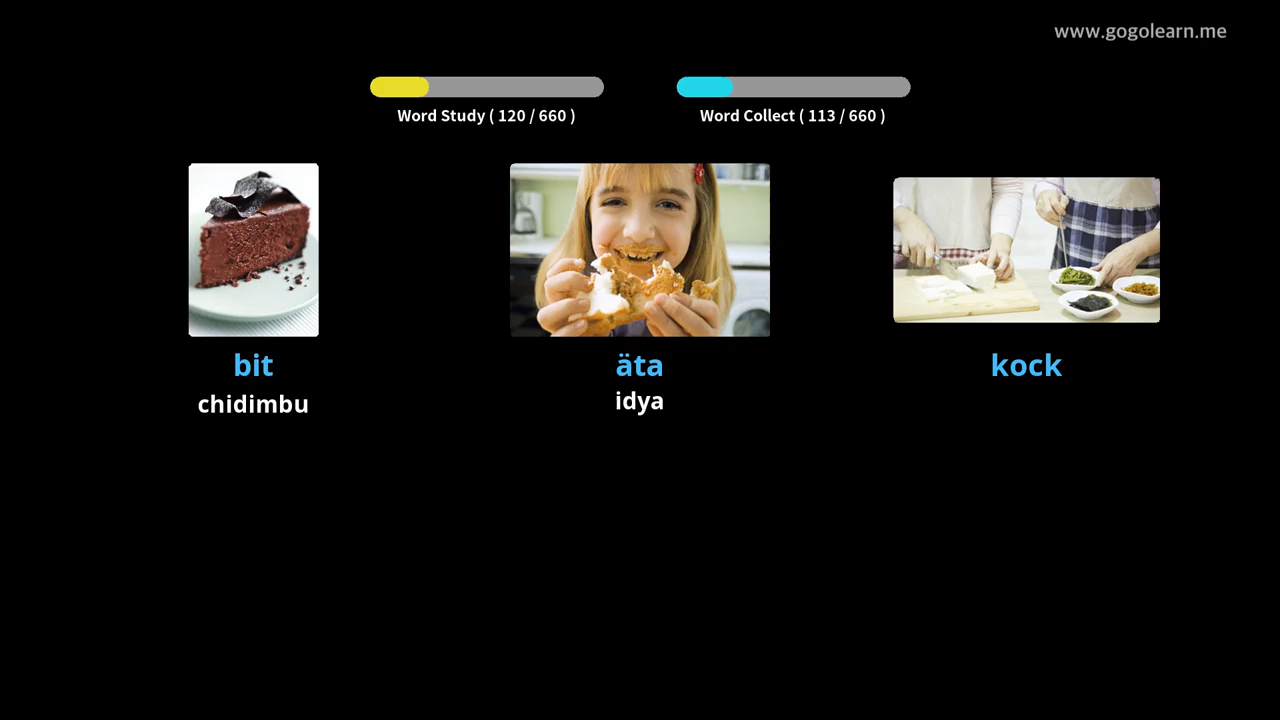 www.gogolearn.me
Word Study ( 120 / 660 )
Word Collect ( 113 / 660 )
bit
chidimbu
äta
idya
kock